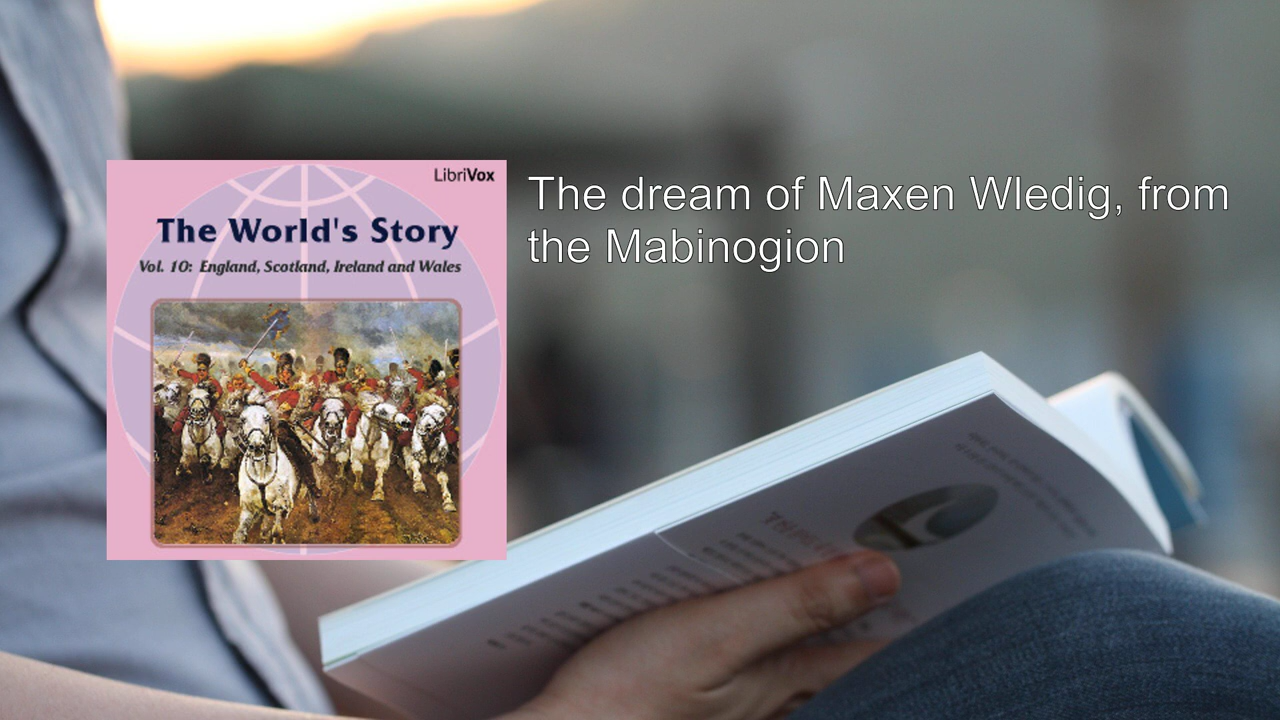 LibriVox
The World's Story
Vol. 10: England, Scotland, Ireland and Wales
The dream of Maxen Wledig, from
the Mabinogion